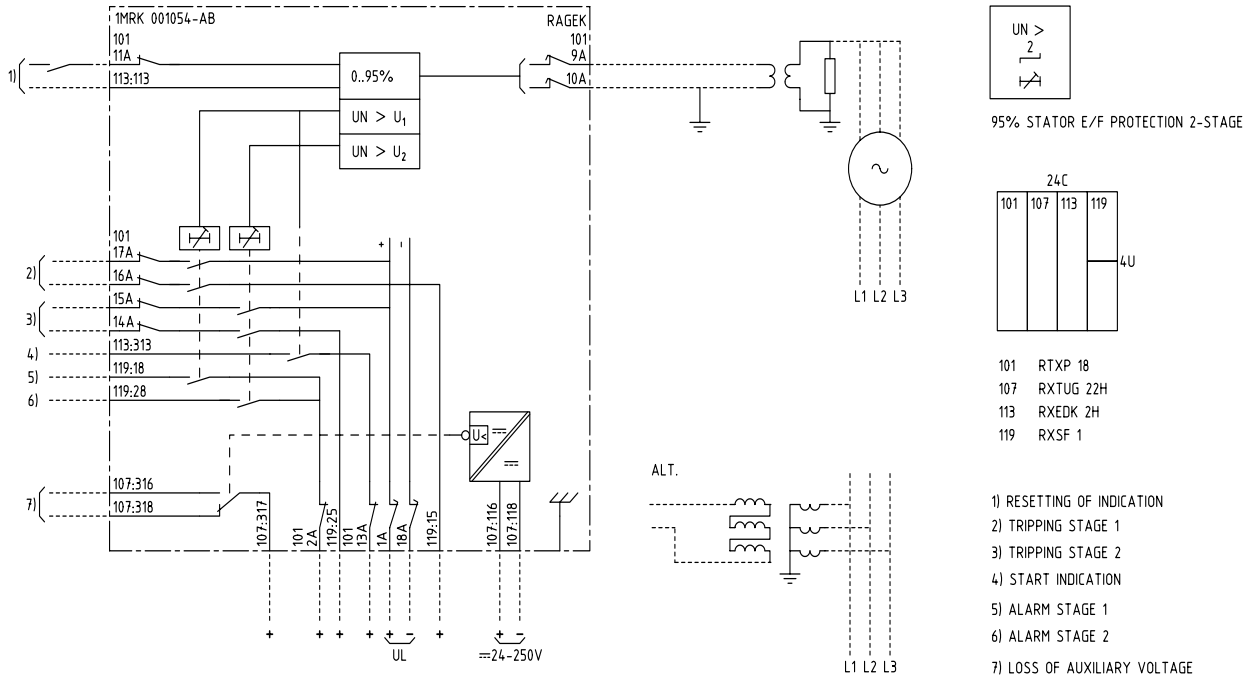 1MRK 001054-AB
RAGEK
101
11A
113:113
1)
0..95%
UN > U1
UN > U2
101
9A
10A
UN >
2
95% STATOR E/F PROTECTION 2-STAGE
24C
101 107 113 119
4U
L1 L2 L3
101
17A
16A
2)
15A
14A
3)
113:313
4)
119:18
5)
119:28
6)
+ -
U<
107:316
107:318
7)
107:317
101
2A
119:25
101
13A
1A
18A
119:15
107:116
107:118
+ + + + + - + + -
UL
24-250V
101 RTXP 18
107 RXTUG 22H
113 RXEDK 2H
119 RXSF 1
ALT.
L1 L2 L3
1) RESETTING OF INDICATION
2) TRIPPING STAGE 1
3) TRIPPING STAGE 2
4) START INDICATION
5) ALARM STAGE 1
6) ALARM STAGE 2
7) LOSS OF AUXILIARY VOLTAGE